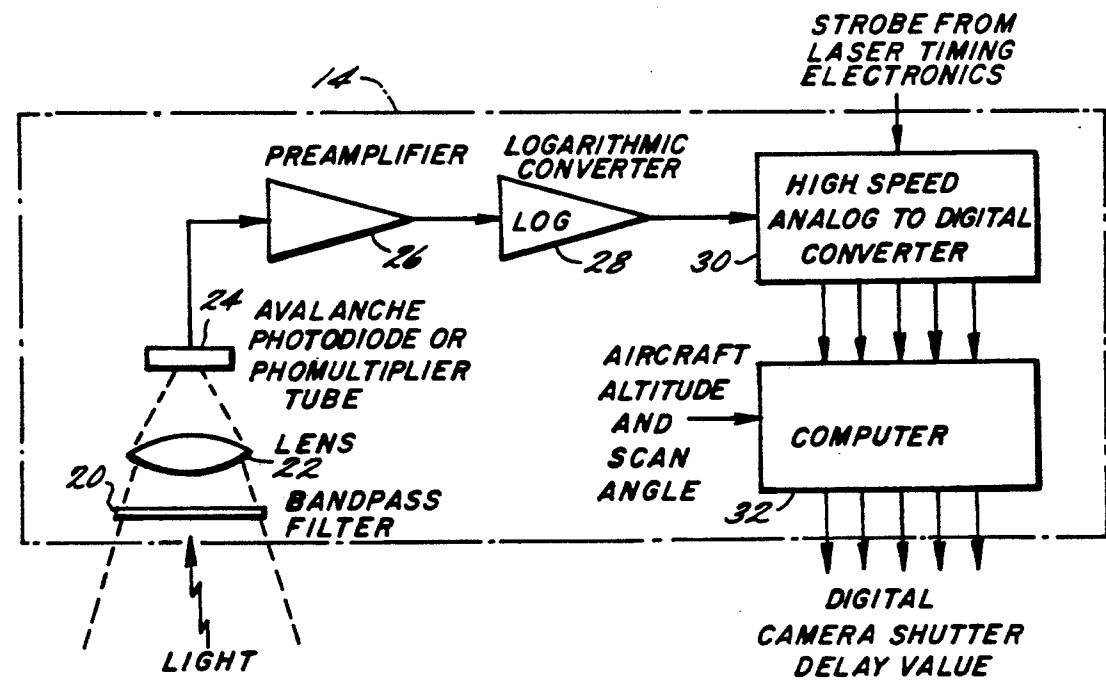 STROBE FROM
LASER TIMING
ELECTRONICS
14
PREAMPLIFIER
26
LOGARITHMIC
CONVERTER
LOG
28
HIGH SPEED
ANALOG TO DIGITAL
CONVERTER
30
24
AVALANCHE
PHOTODIODE OR
PHOMULTIPLIER
TUBE
LENS
22
20
BANDPASS
FILTER
LIGHT
AIRCRAFT
ALTITUDE
AND
SCAN
ANGLE
COMPUTER
32
DIGITAL
CAMERA SHUTTER
DELAY VALUE